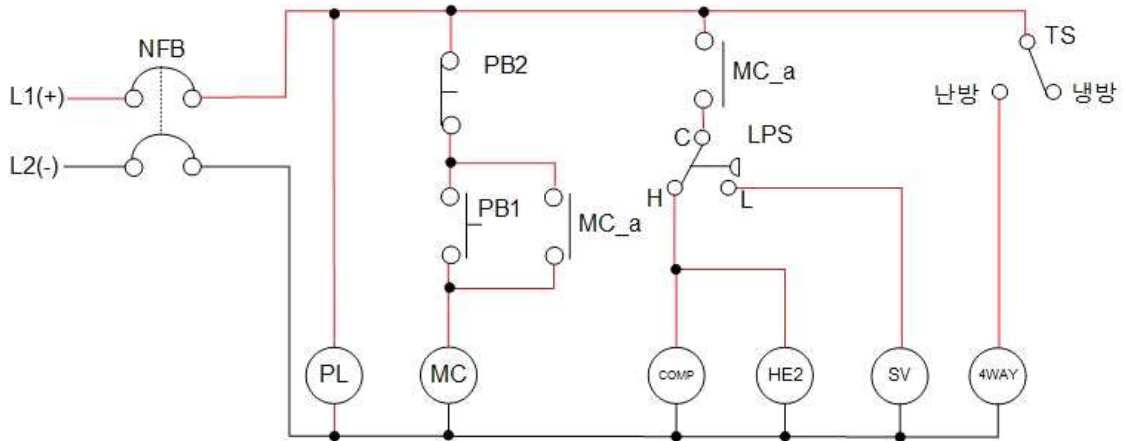 NFB
L1(+)
L2(-)
PB2
PB1
MC_a
MC_a
C
LPS
H
L
TS
난방
냉방
PL
MC
COMP
HE2
SV
4WAY